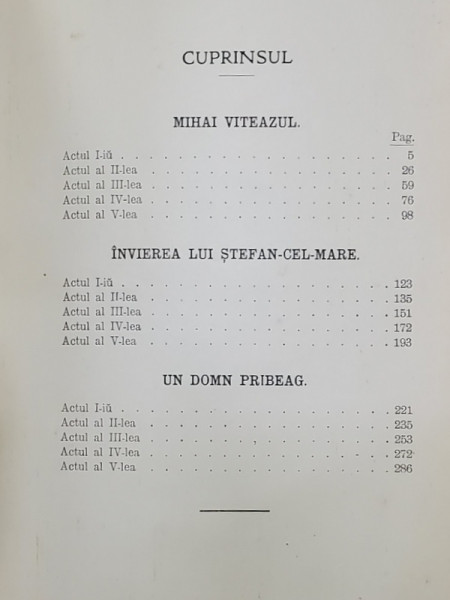 CUPRINSUL
MIHAI VITEAZUL.
Pag.
Actul I-iŭ . . . . . . . . . . . . . . . . . . 5
Actul al II-lea . . . . . . . . . . . . . . . . 26
Actul al III-lea . . . . . . . . . . . . . . . . 59
Actul al IV-lea . . . . . . . . . . . . . . . . 76
Actul al V-lea . . . . . . . . . . . . . . . . 98
ÎNVIEREA LUI ȘTEFAN-CEL-MARE.
Actul I-iŭ . . . . . . . . . . . . . . . . . . 123
Actul al II-lea . . . . . . . . . . . . . . . . 135
Actul al III-lea . . . . . . . . . . . . . . . . 151
Actul al IV-lea . . . . . . . . . . . . . . . . 172
Actul al V-lea . . . . . . . . . . . . . . . . 193
UN DOMN PRIBEAG.
Actul I-iŭ . . . . . . . . . . . . . . . . . . 221
Actul al II-lea . . . . . . . . . . . . . . . . 235
Actul al III-lea . . . . . . . . . . . . . . . . 253
Actul al IV-lea . . . . . . . . . . . . . . . . 272
Actul al V-lea . . . . . . . . . . . . . . . . 286